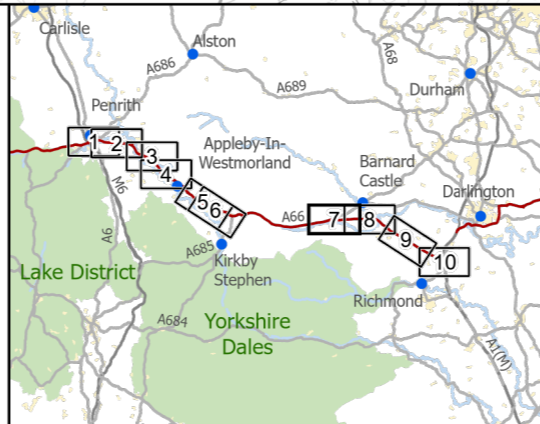 Carlisle
Alston
A686
A689
A68
Durham
Penrith
Appleby-In-
Westmorland
Barnard
Castle
Darlington
1
2
3
4
5
6
7
8
9
10
M6
A66
A6
A685
Kirkby
Stephen
Lake District
Richmond
A684
Yorkshire
Dales
A1(M)